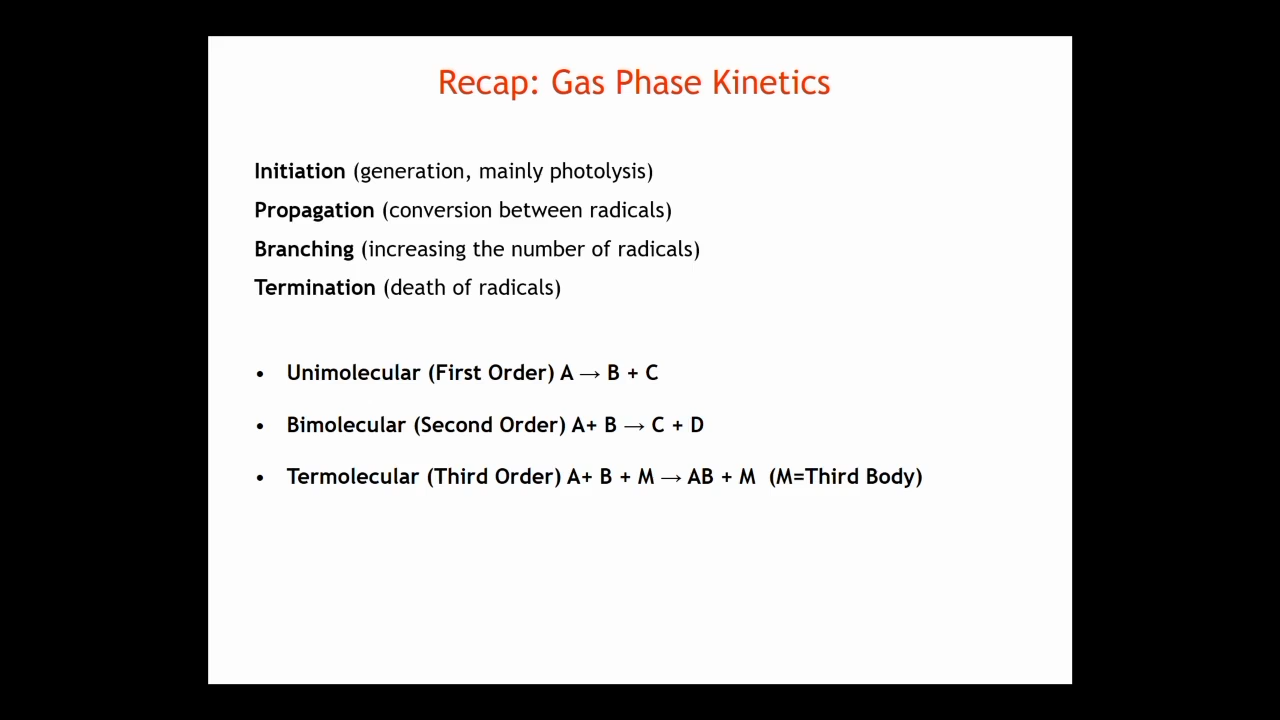 Recap: Gas Phase Kinetics
Initiation (generation, mainly photolysis)
Propagation (conversion between radicals)
Branching (increasing the number of radicals)
Termination (death of radicals)
• Unimolecular (First Order) A → B + C
• Bimolecular (Second Order) A+ B → C + D
• Termolecular (Third Order) A+ B + M → AB + M (M=Third Body)